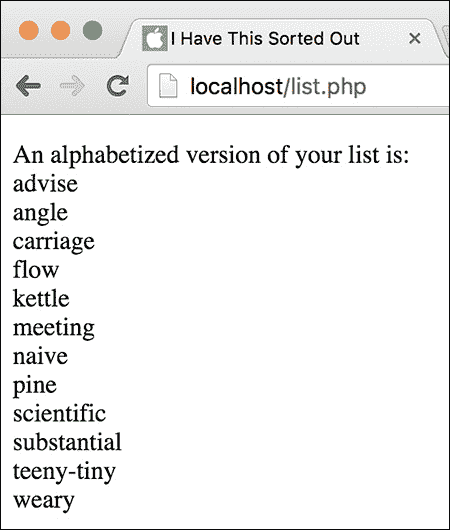 I Have This Sorted Out
localhost/list.php
An alphabetized version of your list is:
advise
angle
carriage
flow
kettle
meeting
naive
pine
scientific
substantial
teeny-tiny
weary